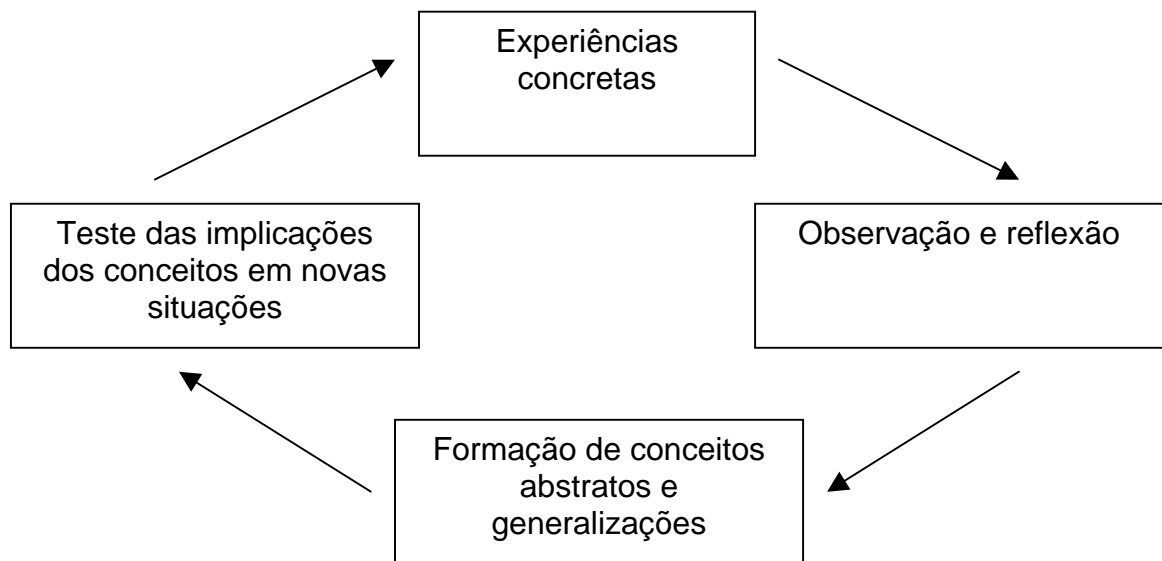 Experiências
concretas
Teste das implicações
dos conceitos em novas
situações
Observação e reflexão
Formação de conceitos
abstratos e
generalizações